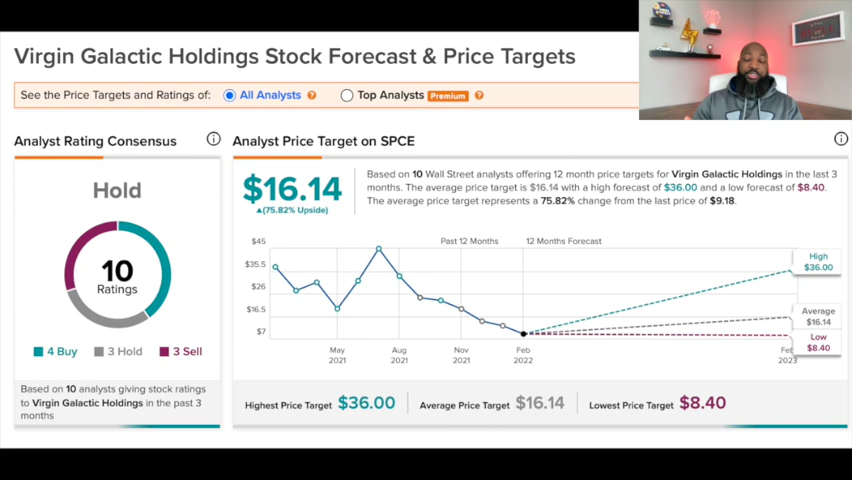 Virgin Galactic Holdings Stock Forecast & Price Targets
See the Price Targets and Ratings of:
All Analysts
Top Analysts
Premium
Analyst Rating Consensus
Hold
10
Ratings
4 Buy
3 Hold
3 Sell
Based on 10 analysts giving stock ratings
to Virgin Galactic Holdings in the past 3
months
Analyst Price Target on SPCE
$16.14
▲(75.82% Upside)
Based on 10 Wall Street analysts offering 12 month price targets for Virgin Galactic Holdings in the last 3
months. The average price target is $16.14 with a high forecast of $36.00 and a low forecast of $8.40.
The average price target represents a 75.82% change from the last price of $9.18.
Past 12 Months
12 Months Forecast
$45
$35.5
$26
$16.5
$7
High
$36.00
Average
$16.14
Low
$8.40
May
2021
Aug
2021
Nov
2021
Feb
2022
2023
Highest Price Target $36.00
Average Price Target $16.14
Lowest Price Target $8.40